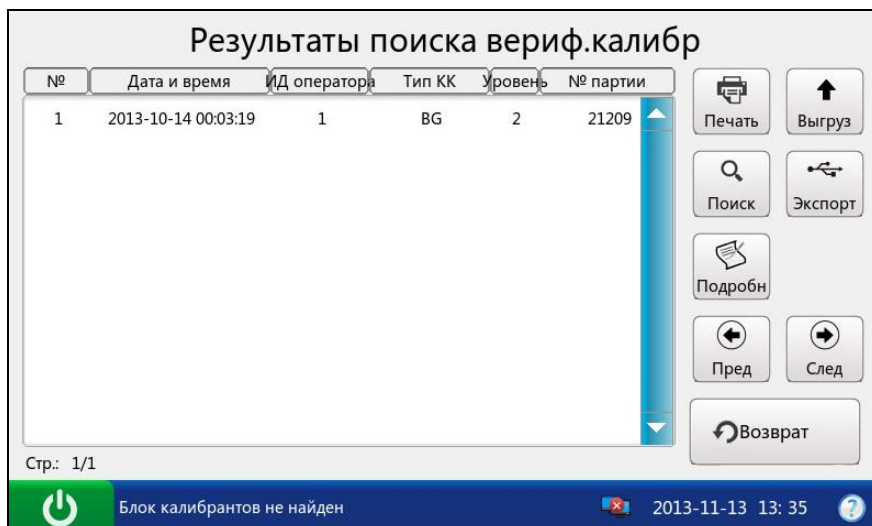 Результаты поиска вериф.калибр
№ Дата и время ИД оператора Тип КК Уровень № партии
1 2013-10-14 00:03:19 1 BG 2 21209
Печать Выгруз
Поиск Экспорт
Подробн
Пред След
Возврат
Стр.: 1/1
Блок калибрантов не найден 2013-11-13 13: 35